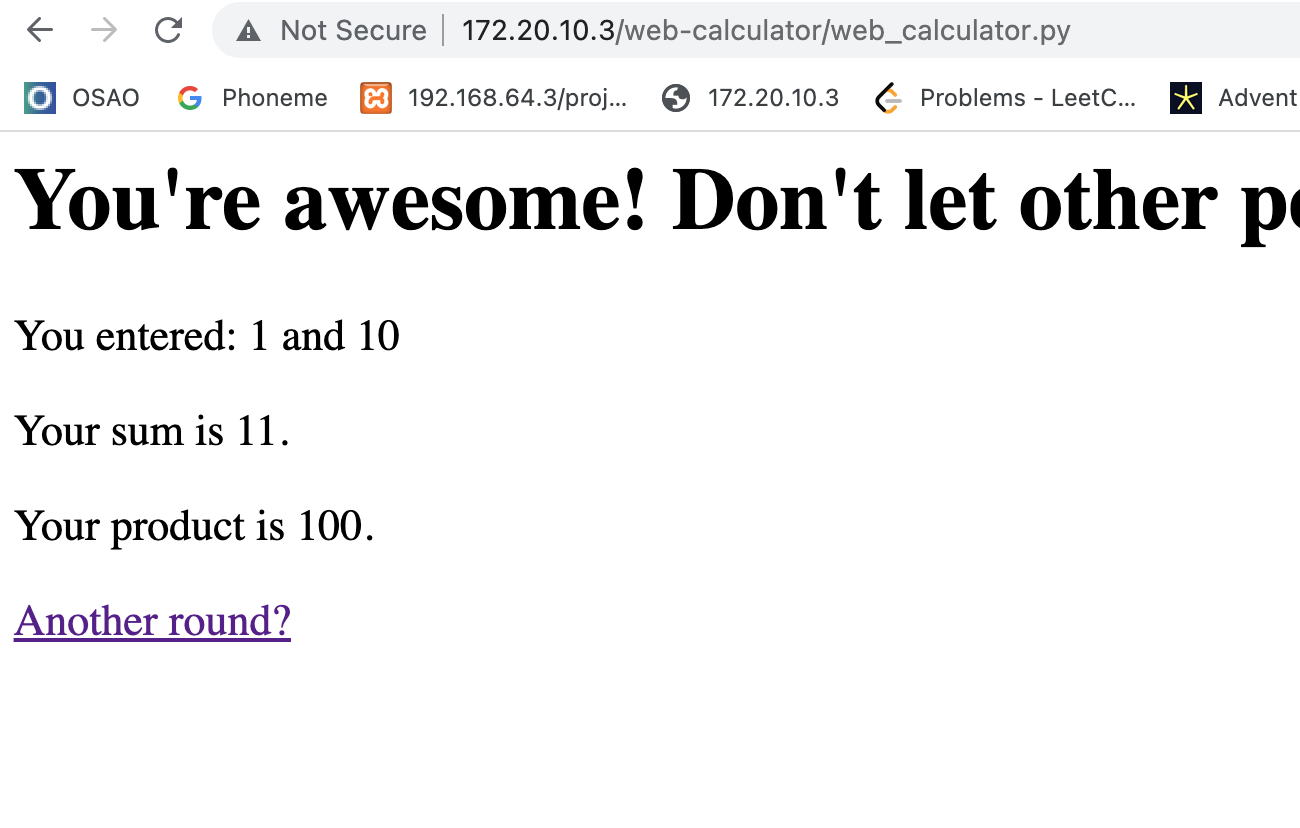 Not Secure 172.20.10.3/web-calculator/web_calculator.py
OSAO Phoneme 192.168.64.3/proj... 172.20.10.3 Problems - LeetC... Advent
You're awesome! Don't let other
You entered: 1 and 10
Your sum is 11.
Your product is 100.
Another round?